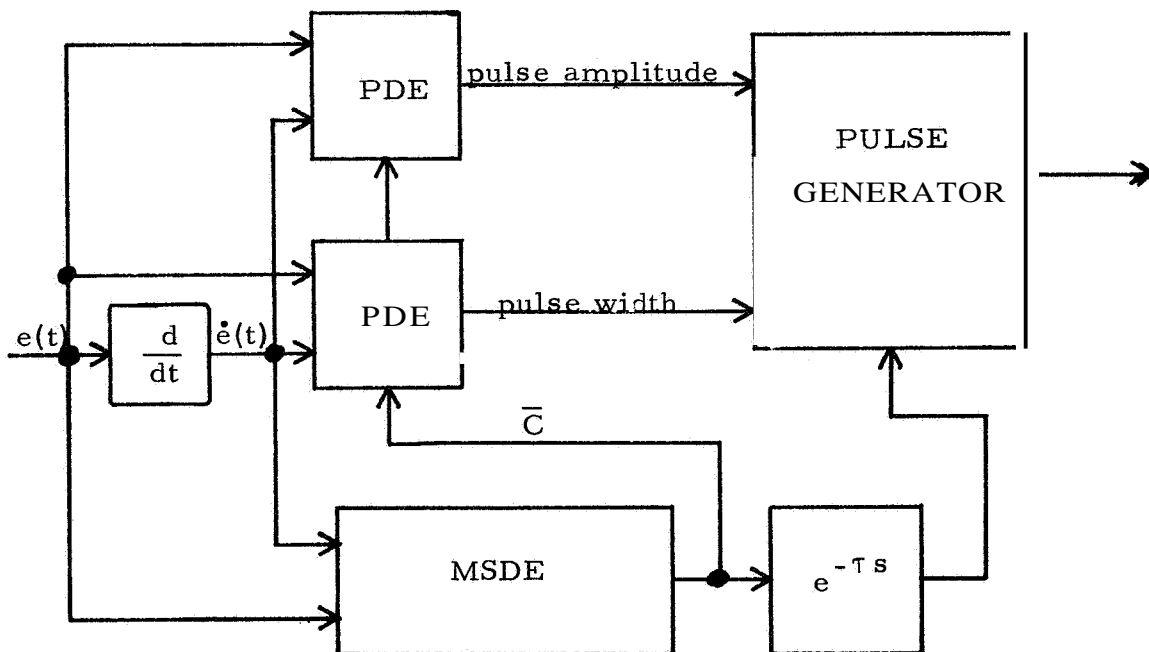 PDE
pulse amplitude
PULSE
GENERATOR
PDE
pulse width
e(t)
d
dt
ė(t)
C̅
MSDE
e^{-τs}